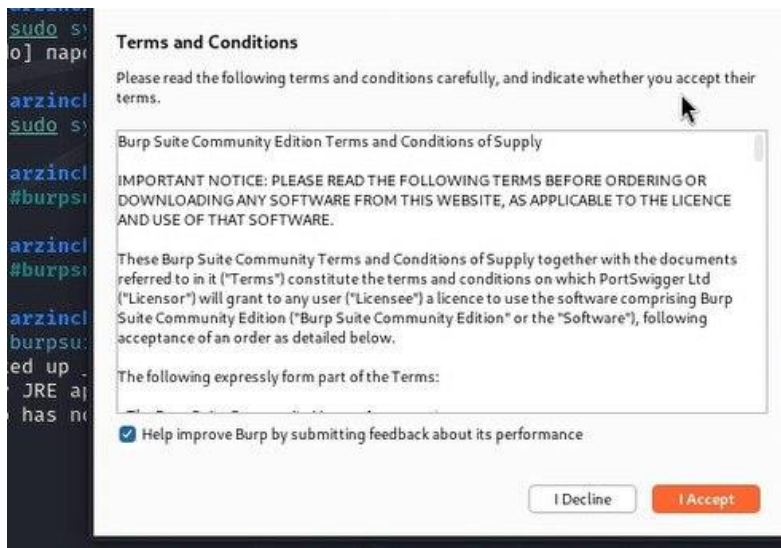 sudo sy
o] nap
arzincl
sudo sy
arzincl
#burpsu
arzincl
#burpsu
arzincl
burpsu
ed up
JRE ap
has no
Terms and Conditions
Please read the following terms and conditions carefully, and indicate whether you accept their
terms.
Burp Suite Community Edition Terms and Conditions of Supply
IMPORTANT NOTICE: PLEASE READ THE FOLLOWING TERMS BEFORE ORDERING OR
DOWNLOADING ANY SOFTWARE FROM THIS WEBSITE, AS APPLICABLE TO THE LICENCE
AND USE OF THAT SOFTWARE.
These Burp Suite Community Terms and Conditions of Supply together with the documents
referred to in it ("Terms") constitute the terms and conditions on which PortSwigger Ltd
("Licensor") will grant to any user ("Licensee") a licence to use the software comprising Burp
Suite Community Edition ("Burp Suite Community Edition" or the "Software"), following
acceptance of an order as detailed below.
The following expressly form part of the Terms:
Help improve Burp by submitting feedback about its performance
I Decline
I Accept